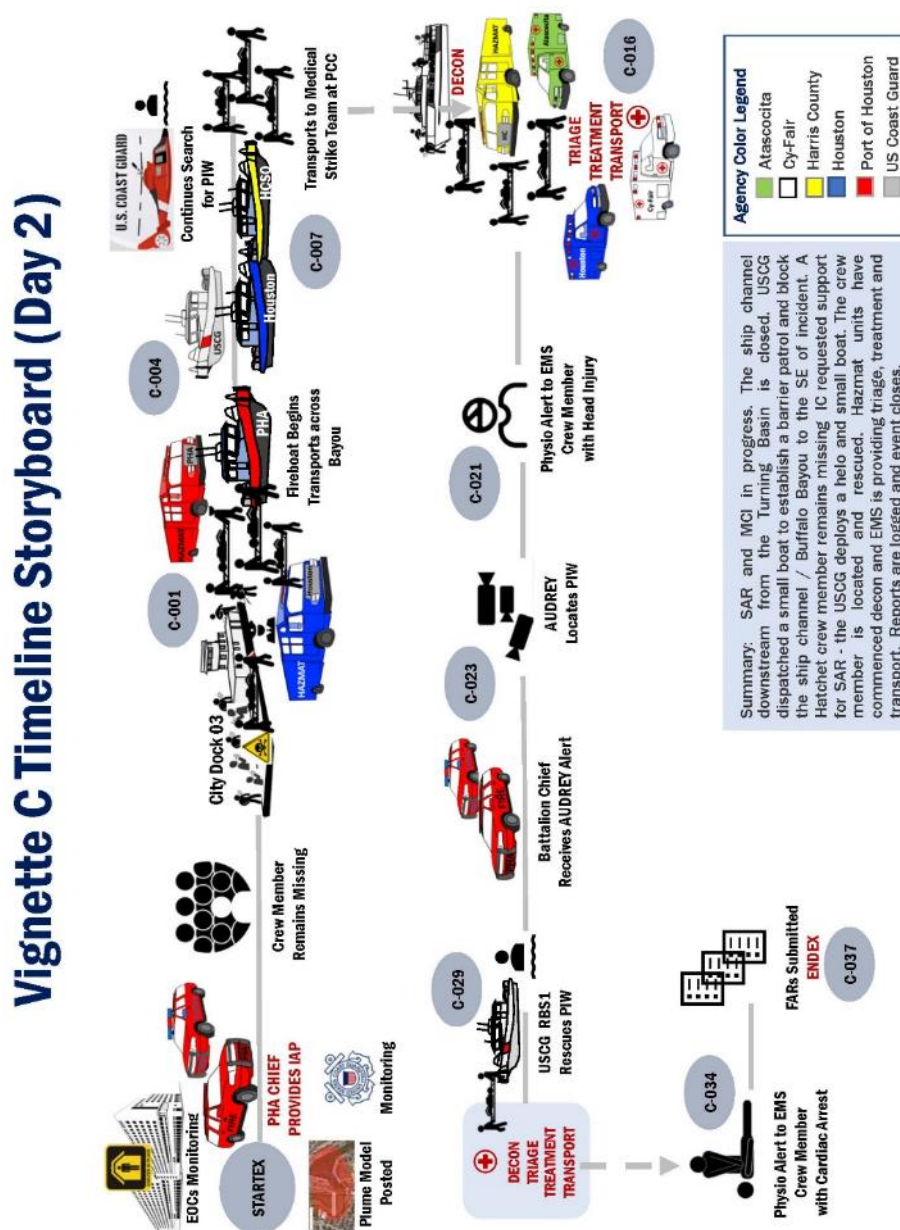 Vignette C Timeline Storyboard (Day 2)
EOCs Monitoring
STARTEX
PHA CHIEF
PROVIDES IAP
Plume Model
Posted
Monitoring
FIRE
Crew Member
Remains Missing
City Dock 03
C-001
HAZMAT
Houston
HAZMAT
PHA
PHA
Fireboat Begins
Transports across
Bayou
C-004
USCG
Houston
HCSO
C-007
U.S. COAST GUARD
Continues Search
for PIW
Transports to Medical
Strike Team at PCC
DECON
HAZMAT
HC
Atascocita
C-016
TRIAGE
TREATMENT
TRANSPORT
Houston
Cy-Fair
C-021
Physio Alert to EMS
Crew Member
with Head Injury
C-023
AUDREY
Locates PIW
PHA
FIRE
Battalion Chief
Receives AUDREY Alert
C-029
USCG RBS1
Rescues PIW
DECON
TRIAGE
TREATMENT
TRANSPORT
C-034
Physio Alert to EMS
Crew Member
with Cardiac Arrest
FARs Submitted
ENDEX
C-037
Summary: SAR and MCI in progress. The ship channel
downstream from the Turning Basin is closed. USCG
dispatched a small boat to establish a barrier patrol and block
the ship channel / Buffalo Bayou to the SE of incident. A
Hatchet crew member remains missing IC requested support
for SAR - the USCG deploys a helo and small boat. The crew
member is located and rescued. Hazmat units have
commenced decon and EMS is providing triage, treatment and
transport. Reports are logged and event closes.
Agency Color Legend
Atascocita
Cy-Fair
Harris County
Houston
Port of Houston
US Coast Guard